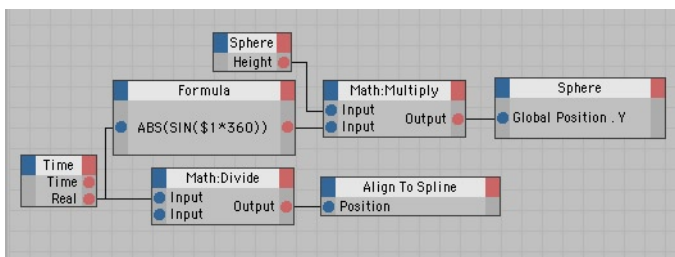 Sphere
Height
Formula
ABS(SIN($1*360))
Math:Multiply
Input
Input
Output
Sphere
Global Position . Y
Time
Time
Real
Math:Divide
Input
Input
Output
Align To Spline
Position